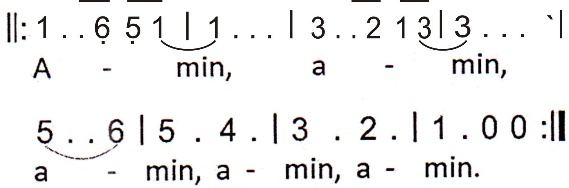 ||: 1 . . 6̣ 5̣ 1 | 1 . . . | 3 . . 2 1 3 | 3 . . . ` |
A - min, a - min,
5 . . 6 | 5 . 4 . | 3 . 2 . | 1 . 0 0 :||
a - min, a - min, a - min.